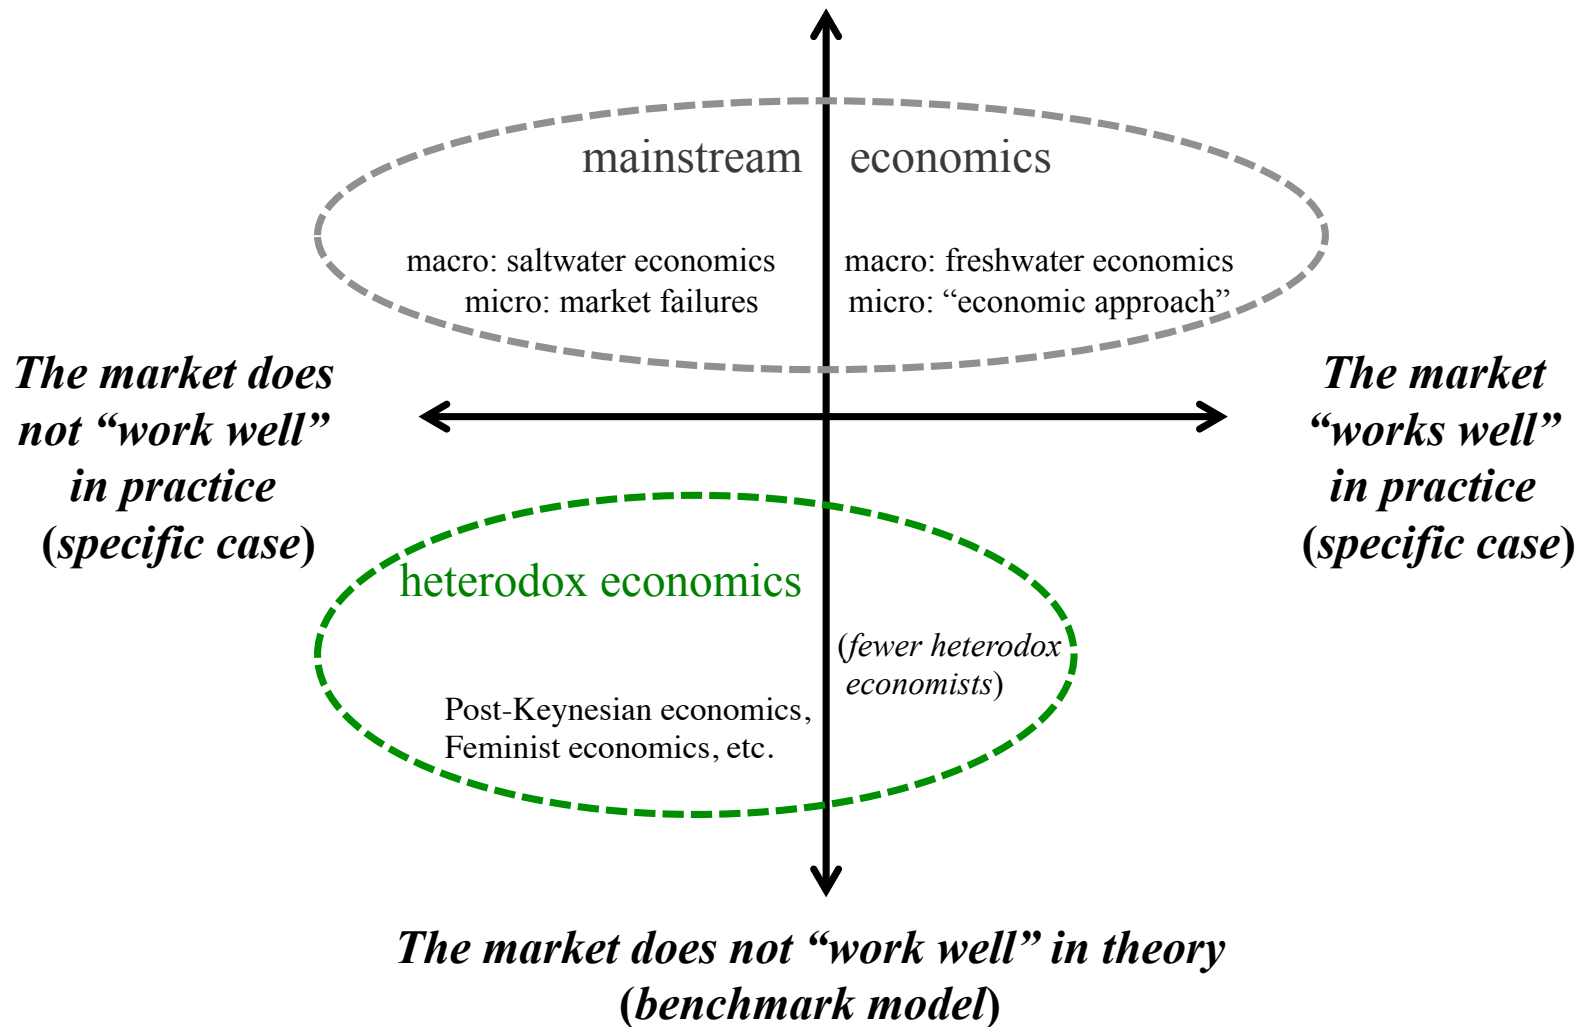 mainstream economics
macro: saltwater economics
micro: market failures
macro: freshwater economics
micro: “economic approach”
The market does
not “work well”
in practice
(specific case)
The market
“works well”
in practice
(specific case)
heterodox economics
(fewer heterodox
economists)
Post-Keynesian economics,
Feminist economics, etc.
The market does not “work well” in theory
(benchmark model)